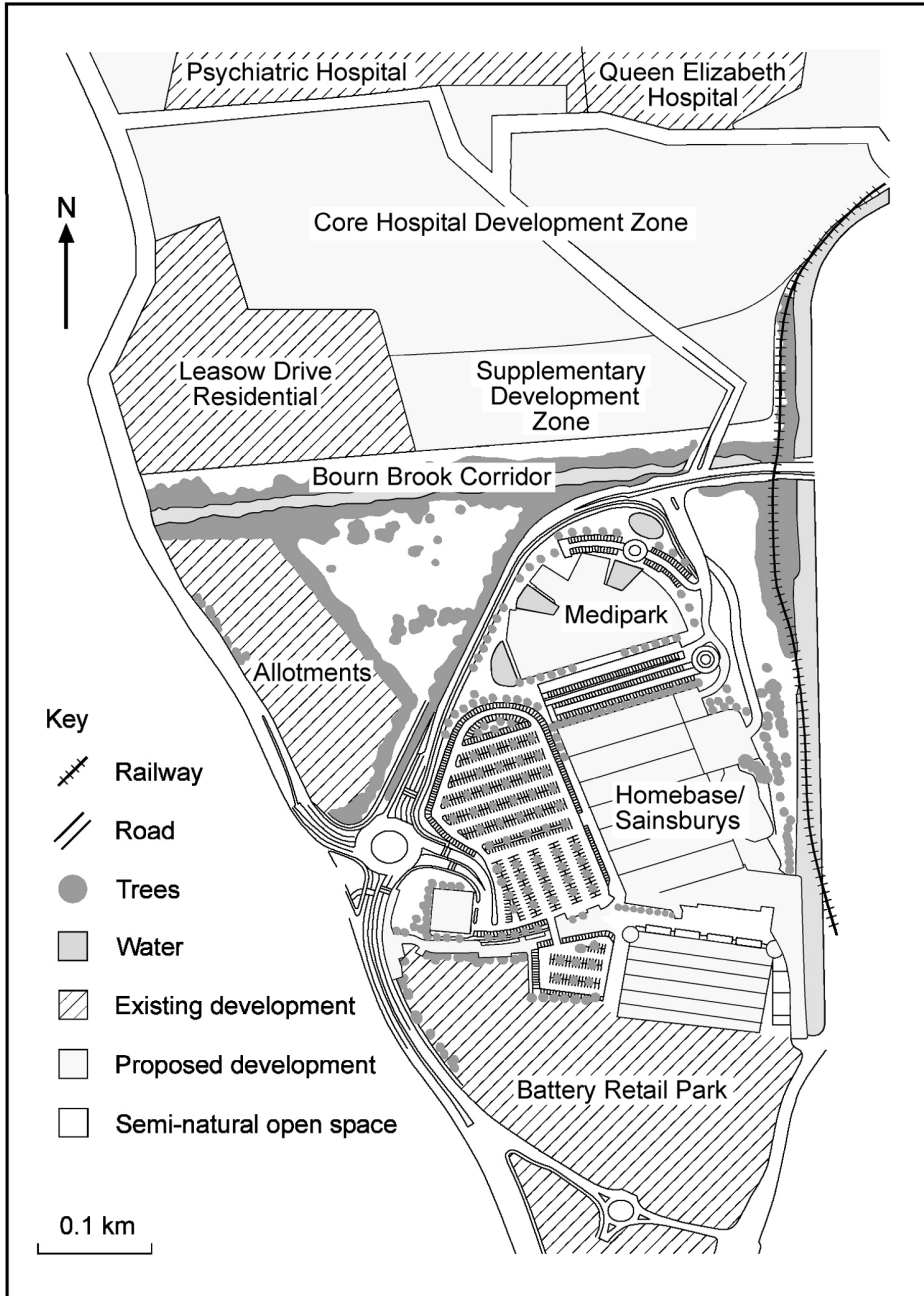 Psychiatric Hospital
Queen Elizabeth
Hospital
N
Core Hospital Development Zone
Leasow Drive
Residential
Supplementary
Development
Zone
Bourn Brook Corridor
Medipark
Allotments
Homebase/
Sainsburys
Battery Retail Park
Key
Railway
Road
Trees
Water
Existing development
Proposed development
Semi-natural open space
0.1 km